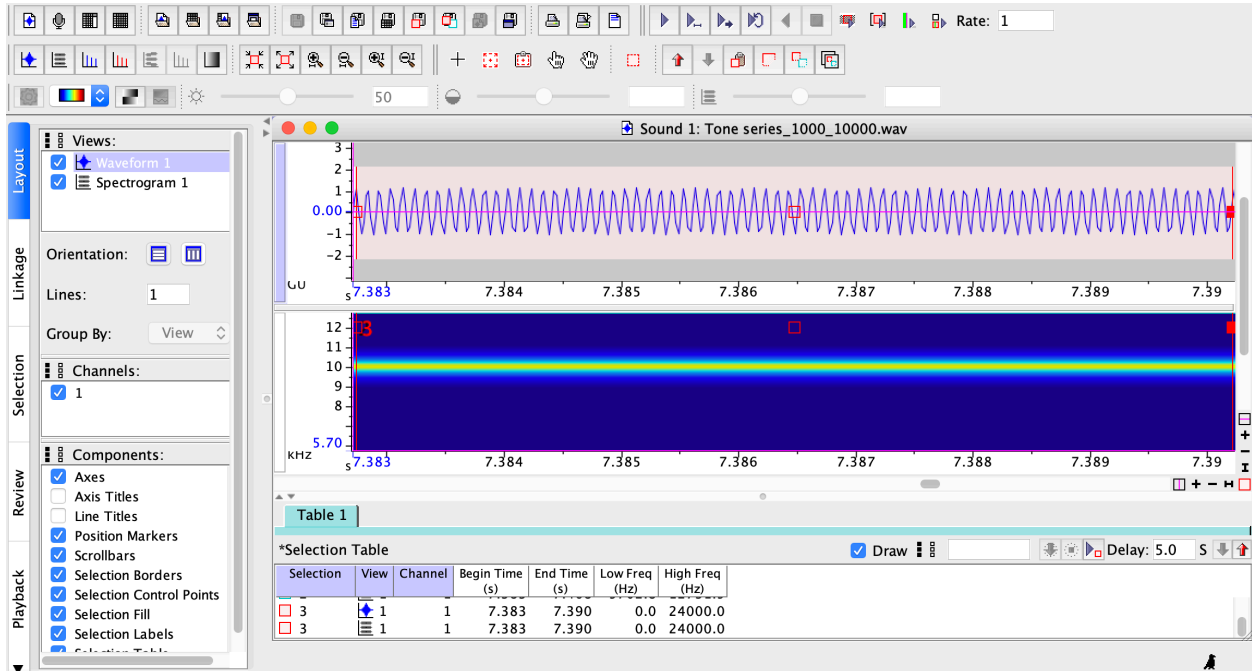 Rate: 1
50
Sound 1: Tone series_1000_10000.wav
Layout
Linkage
Selection
Review
Playback
Views:
Waveform 1
Spectrogram 1
Orientation:
Lines: 1
Group By: View
Channels:
1
Components:
Axes
Axis Titles
Line Titles
Position Markers
Scrollbars
Selection Borders
Selection Control Points
Selection Fill
Selection Labels
Selection Table
3
2
1
0.00
-1
-2
GU
s 7.383 7.384 7.385 7.386 7.387 7.388 7.389 7.39
3
12
11
10
9
8
5.70
kHz
s 7.383 7.384 7.385 7.386 7.387 7.388 7.389 7.39
Table 1
*Selection Table Draw Delay: 5.0 S
Selection View Channel Begin Time (s) End Time (s) Low Freq (Hz) High Freq (Hz)
3 1 1 7.383 7.390 0.0 24000.0
3 1 1 7.383 7.390 0.0 24000.0